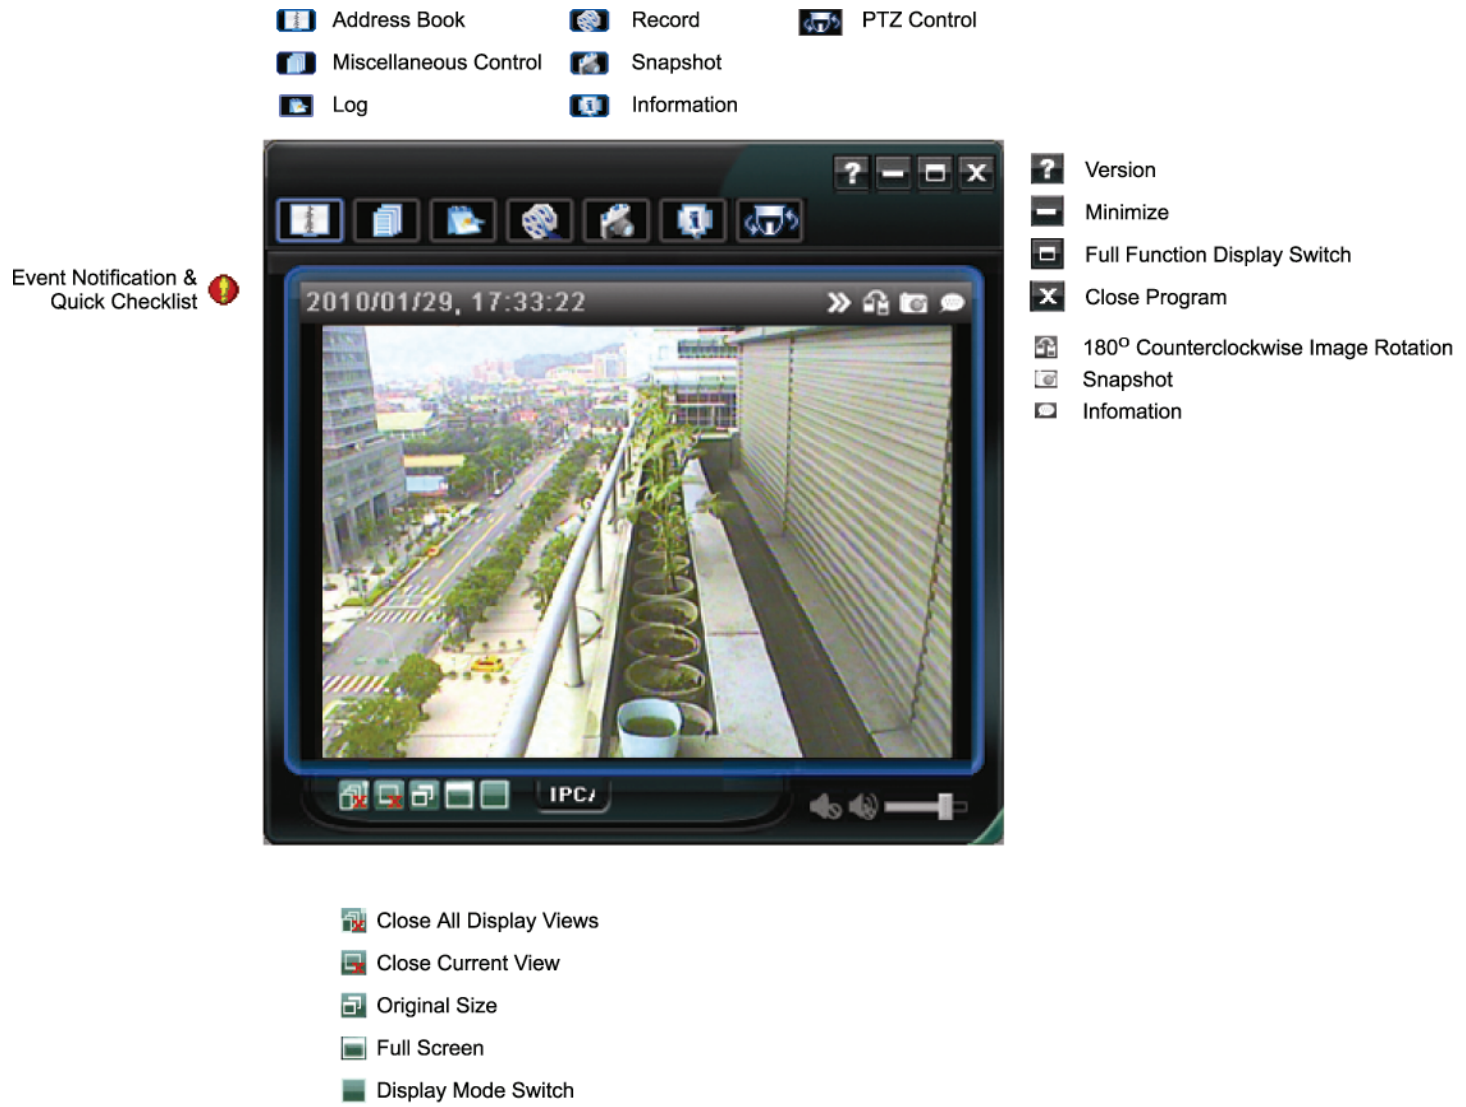 Address Book
Record
PTZ Control
Miscellaneous Control
Snapshot
Log
Information
Version
Minimize
Full Function Display Switch
Close Program
180º Counterclockwise Image Rotation
Snapshot
Infomation
Event Notification &
Quick Checklist
2010/01/29, 17:33:22
IPC/
Close All Display Views
Close Current View
Original Size
Full Screen
Display Mode Switch